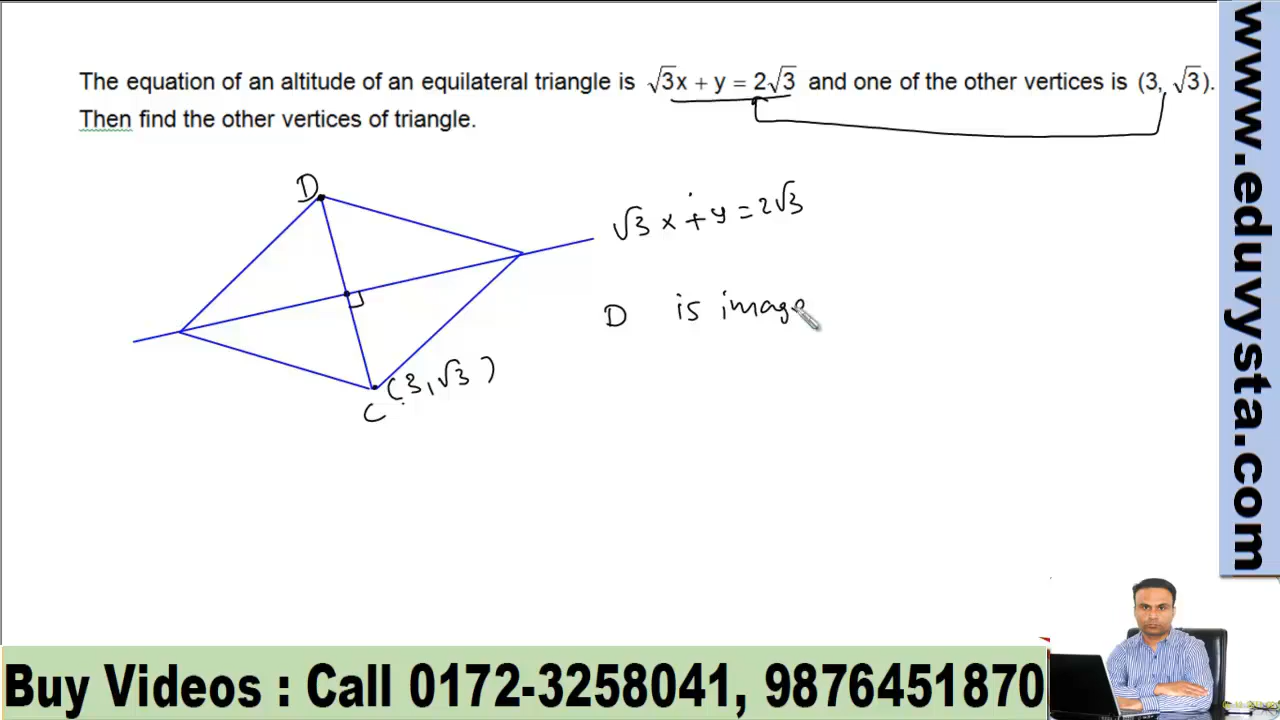 The equation of an altitude of an equilateral triangle is √3x + y = 2√3 and one of the other vertices is (3, √3).
Then find the other vertices of triangle.
D
√3 x + y = 2√3
D is image
(3, √3)
C
www.eduvysta.com
Buy Videos : Call 0172-3258041, 9876451870